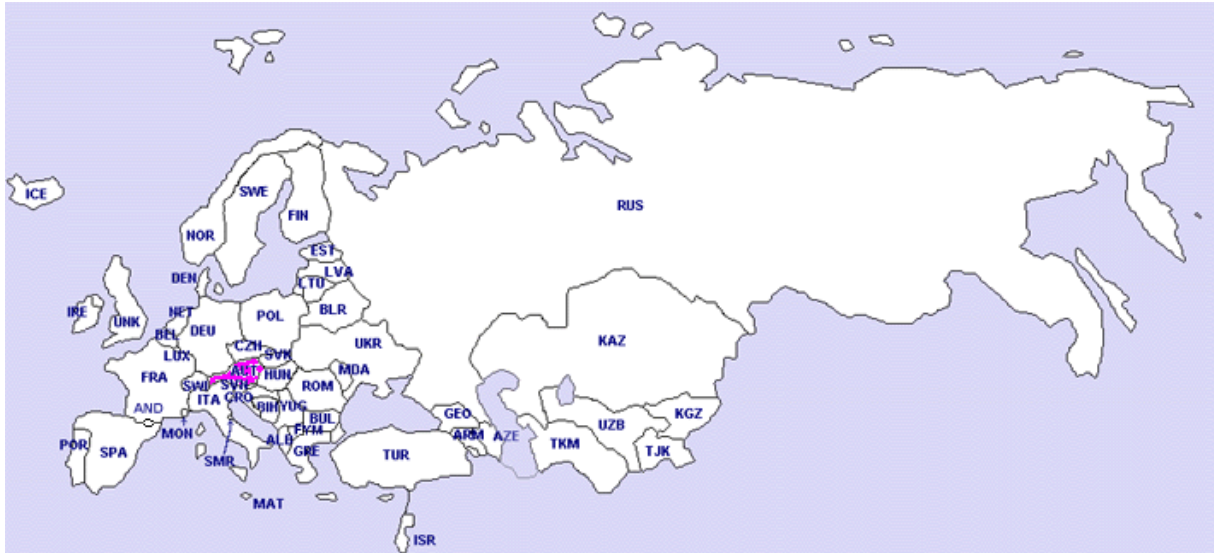 ICE
SWE
RUS
FIN
NOR
EST
LVA
DEN
LTU
IRE
NET
UNK
BLR
POL
BEL
DEU
UKR
KAZ
CZH
LUX
SVK
AUT
MDA
HUN
FRA
SWI
SVN
ROM
ITA
CRO
AND
BIH
YUG
GEO
KGZ
BUL
UZB
MON
FYM
ARM
AZE
ALB
POR
SPA
GRE
TUR
TKM
TJK
SMR
MAT
ISR